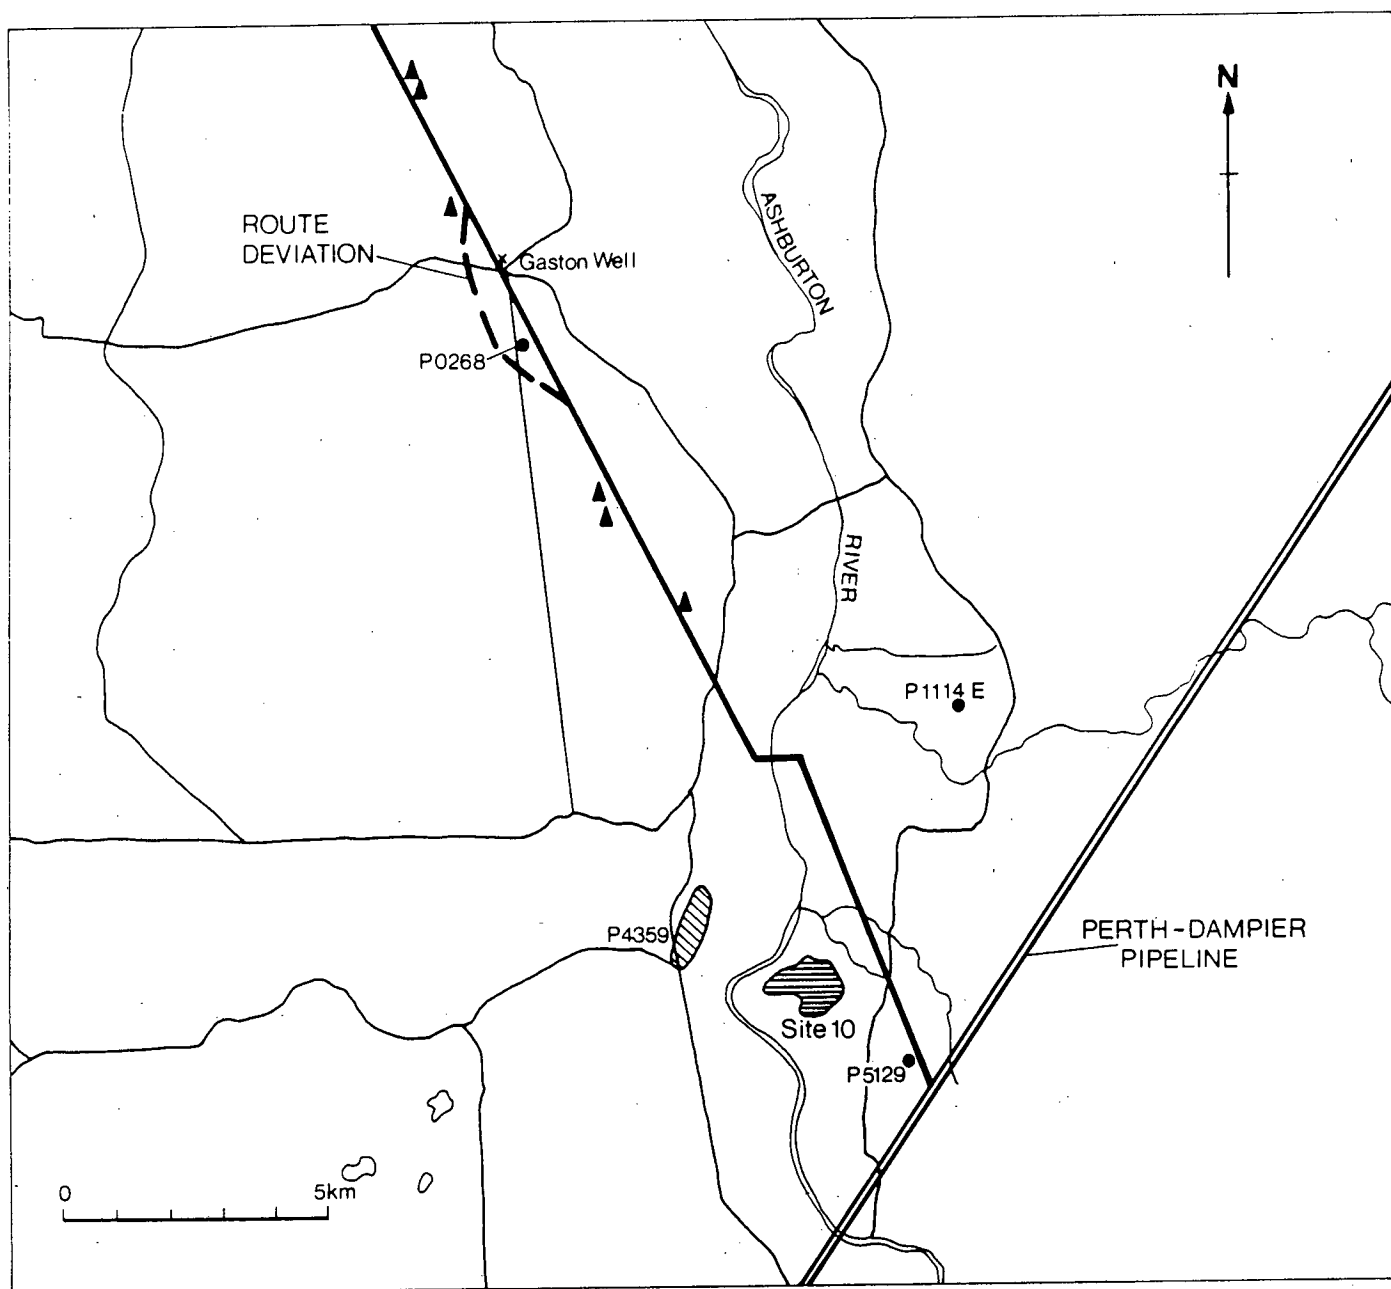 N
ROUTE
DEVIATION
ASHBURTON
Gaston Well
P0268
RIVER
P1114 E
P4359
PERTH-DAMPIER
PIPELINE
Site 10
P5129
0
5km